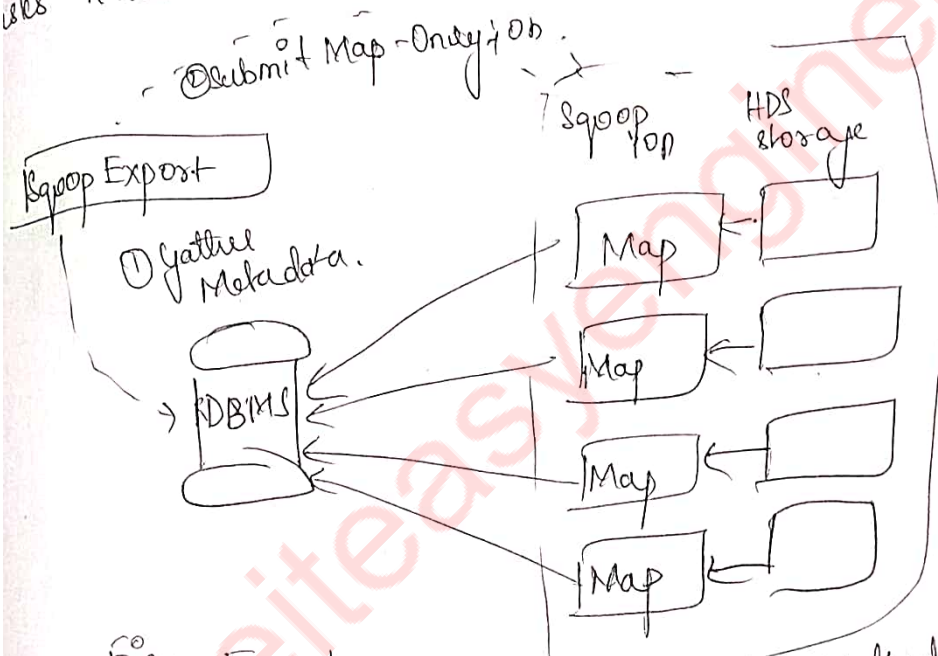 ② Submit Map-Only job.
Sqoop
Job
HDS
storage
Sqoop Export
① Gather
Metadata.
Map
Map
RDBMS
Map
Map
eiteasyengine